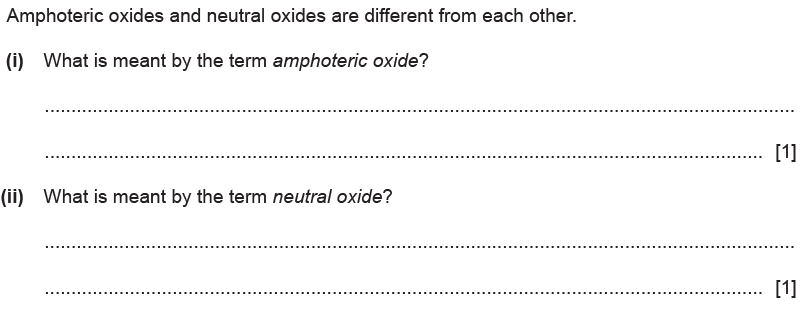 Amphoteric oxides and neutral oxides are different from each other.
(i) What is meant by the term amphoteric oxide?
..........................................................................................................................................
.................................................................................................................................... [1]
(ii) What is meant by the term neutral oxide?
..........................................................................................................................................
.................................................................................................................................... [1]